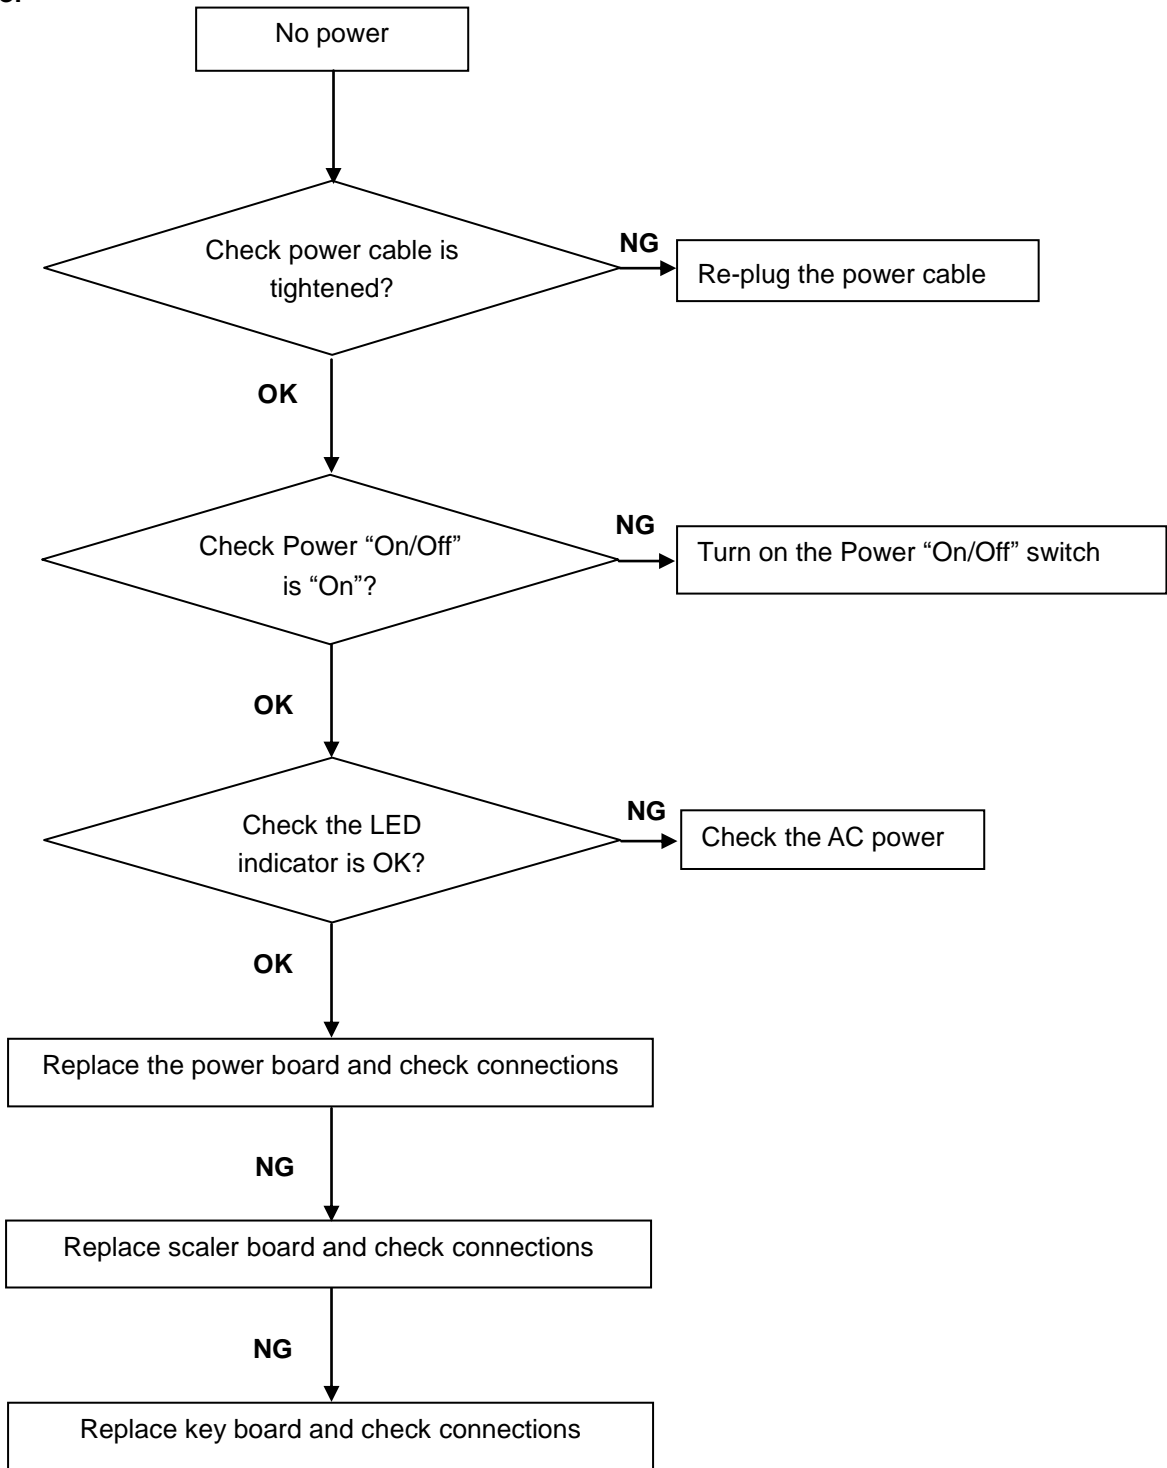 No power
Check power cable is
tightened?
NG
Re-plug the power cable
OK
Check Power “On/Off”
is “On”?
NG
Turn on the Power “On/Off” switch
OK
Check the LED
indicator is OK?
NG
Check the AC power
OK
Replace the power board and check connections
NG
Replace scaler board and check connections
NG
Replace key board and check connections